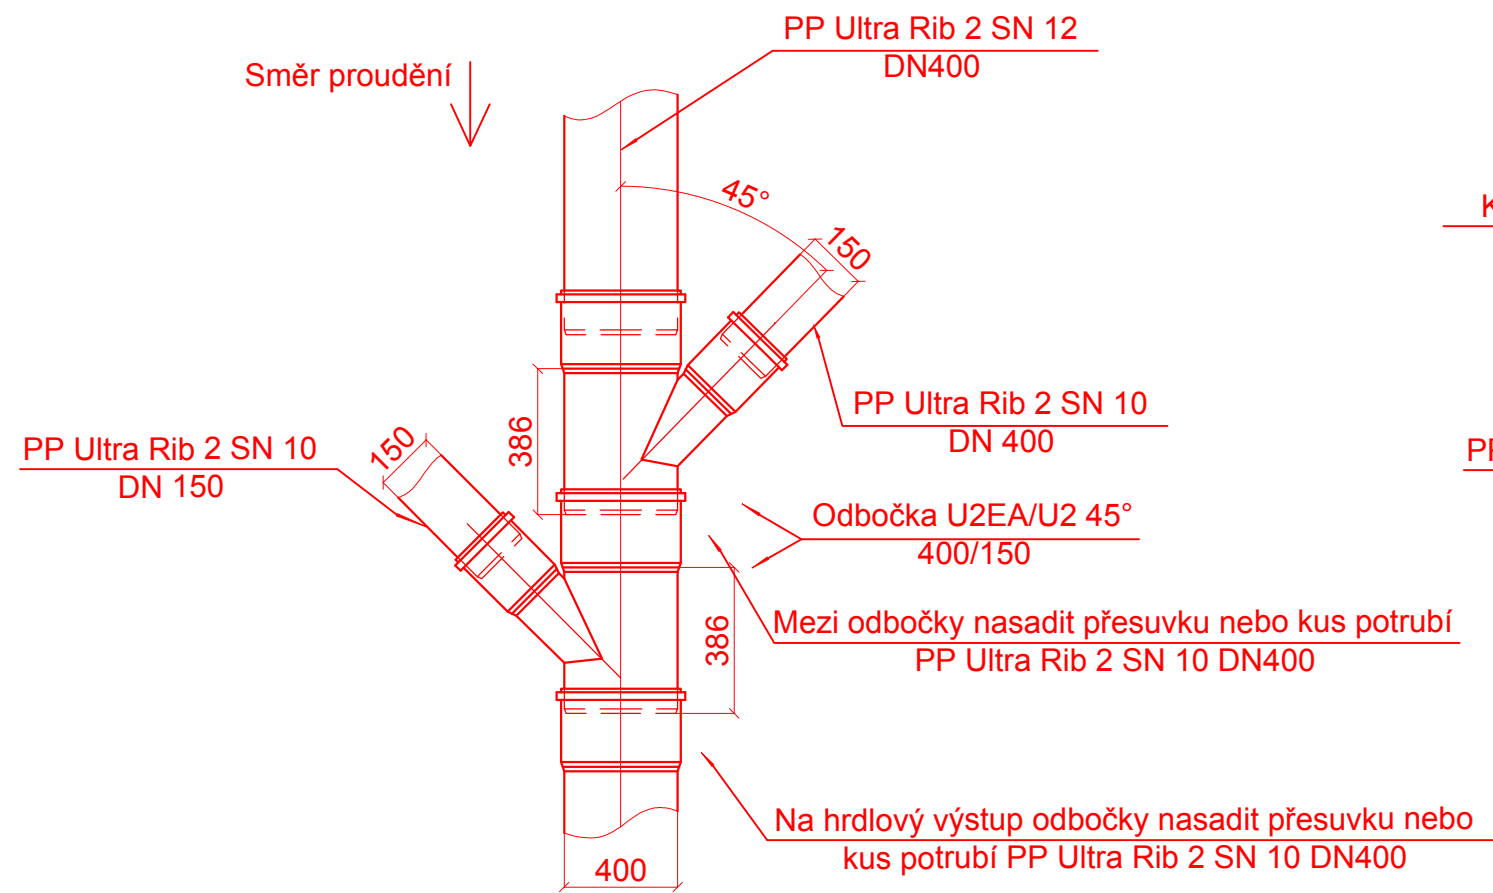 PP Ultra Rib 2 SN 12
DN400
Směr proudění
45°
150
K
PP Ultra Rib 2 SN 10
DN 400
386
150
PP Ultra Rib 2 SN 10
DN 150
PP
Odbočka U2EA/U2 45°
400/150
386
Mezi odbočky nasadit přesuvku nebo kus potrubí
PP Ultra Rib 2 SN 10 DN400
Na hrdlový výstup odbočky nasadit přesuvku nebo
kus potrubí PP Ultra Rib 2 SN 10 DN400
400